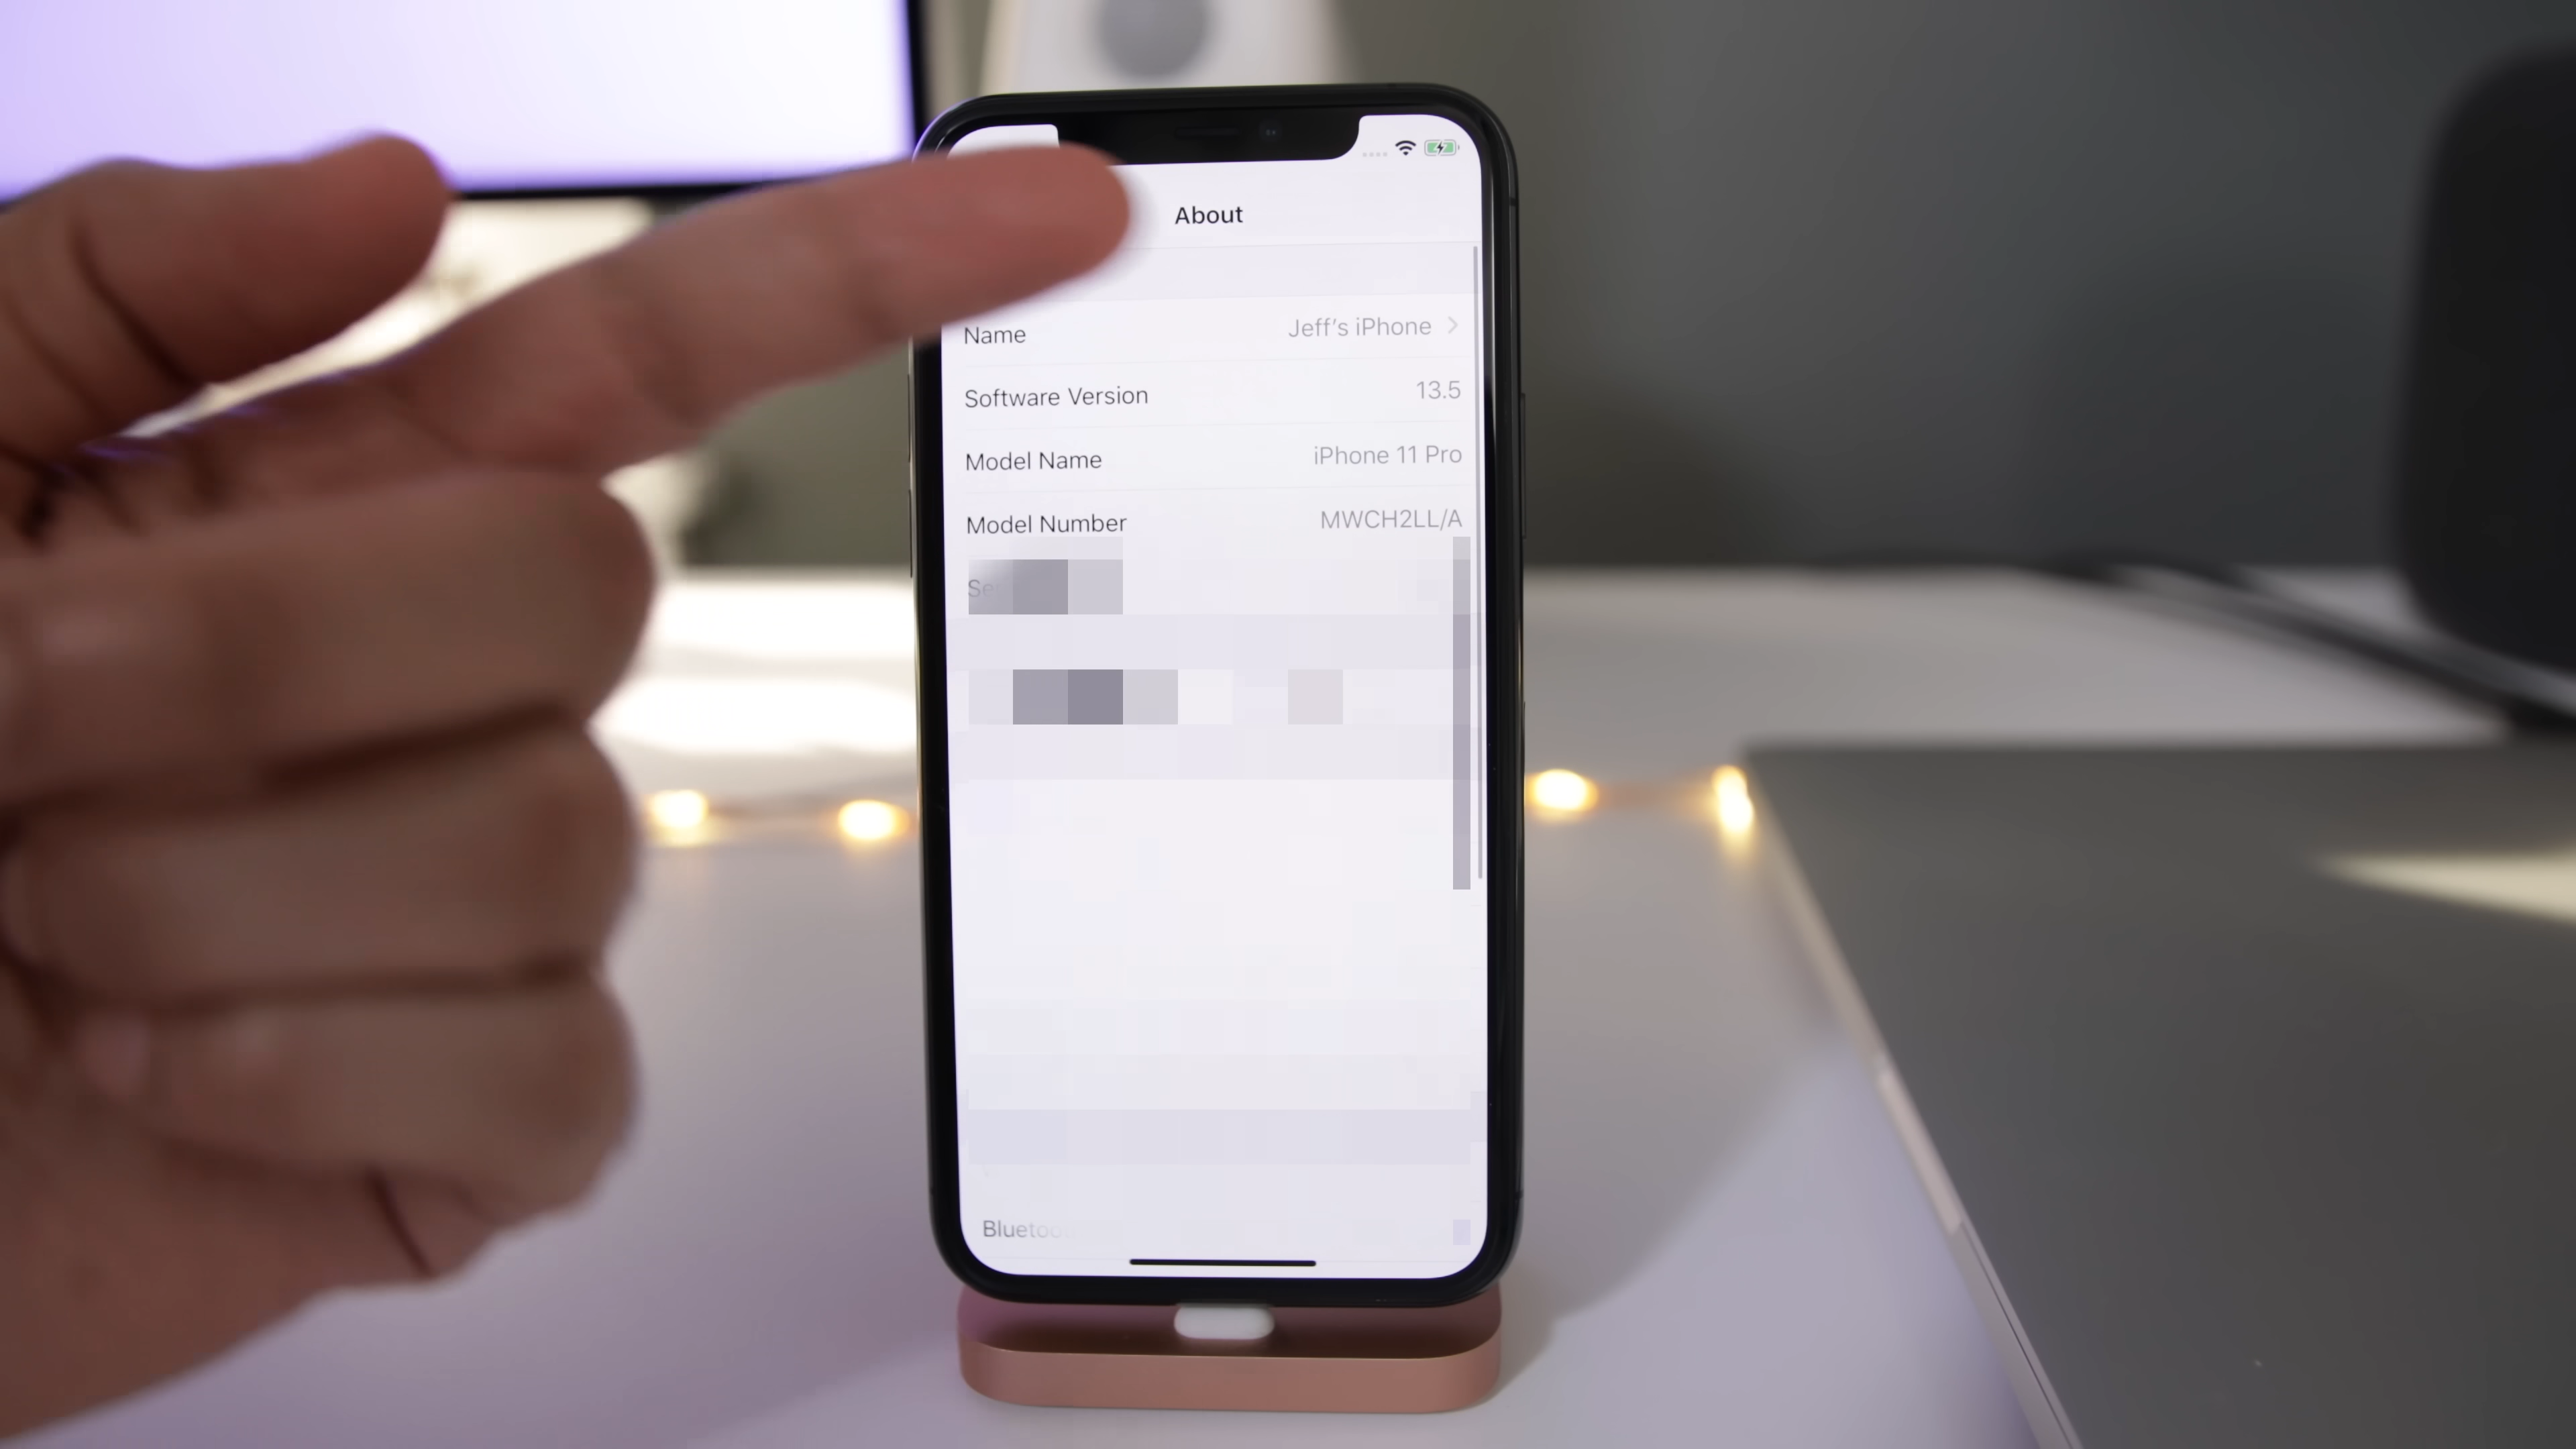 About
Name Jeff's iPhone
Software Version 13.5
Model Name iPhone 11 Pro
Model Number MWCH2LL/A